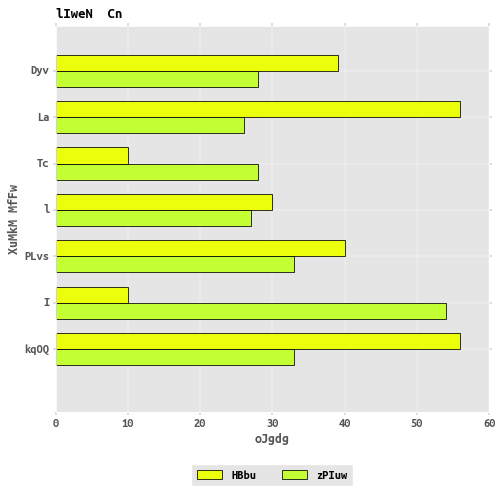 lIweN  Cn
Dyv
La
Tc
l
PLvs
I
kqOQ
XuMkM MfFw
0 10 20 30 40 50 60
oJgdg
HBbu zPIuw